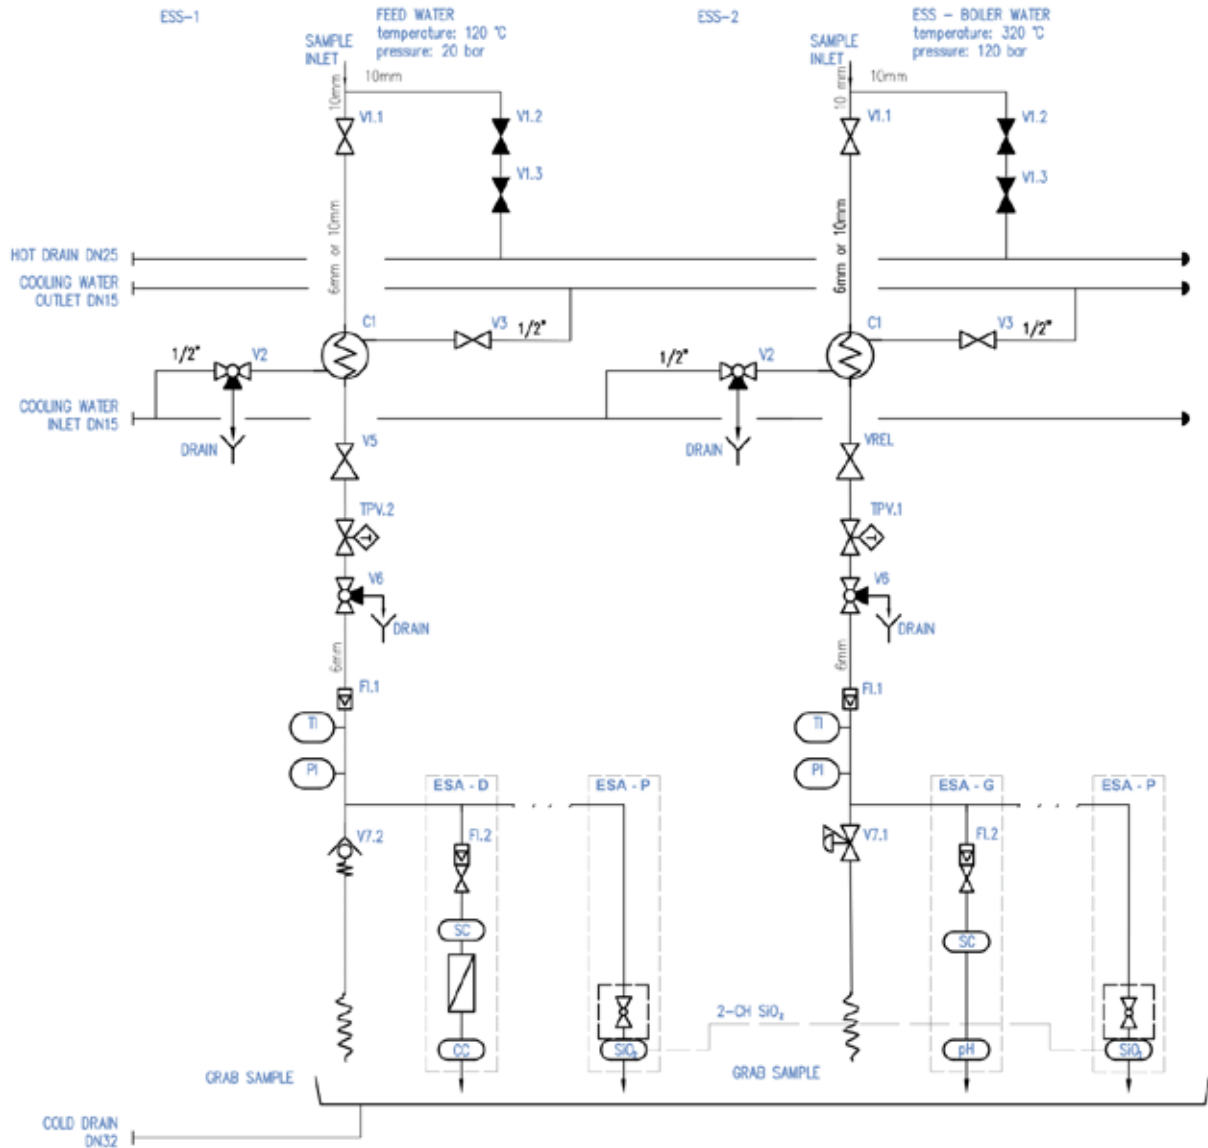 ESS-1
FEED WATER
temperature: 120 °C
pressure: 20 bar
SAMPLE
INLET
10mm
10mm
V1.1
V1.2
V1.3
6mm or 10mm
ESS-2
ESS - BOILER WATER
temperature: 320 °C
pressure: 120 bar
SAMPLE
INLET
10mm
10 mm
V1.1
V1.2
V1.3
6mm or 10mm
HOT DRAIN DN25
COOLING WATER
OUTLET DN15
C1
V3
1/2"
1/2"
V2
C1
V3
1/2"
1/2"
V2
COOLING WATER
INLET DN15
DRAIN
V5
DRAIN
VREL
TPV.2
T
TPV.1
T
V6
DRAIN
V6
DRAIN
6mm
FI.1
TI
PI
6mm
FI.1
TI
PI
ESA - D
ESA - P
ESA - G
ESA - P
V7.2
FI.2
V7.1
FI.2
SC
SC
2-CH SiO₂
CC
SiO₂
pH
SiO₂
GRAB SAMPLE
GRAB SAMPLE
COLD DRAIN
DN32